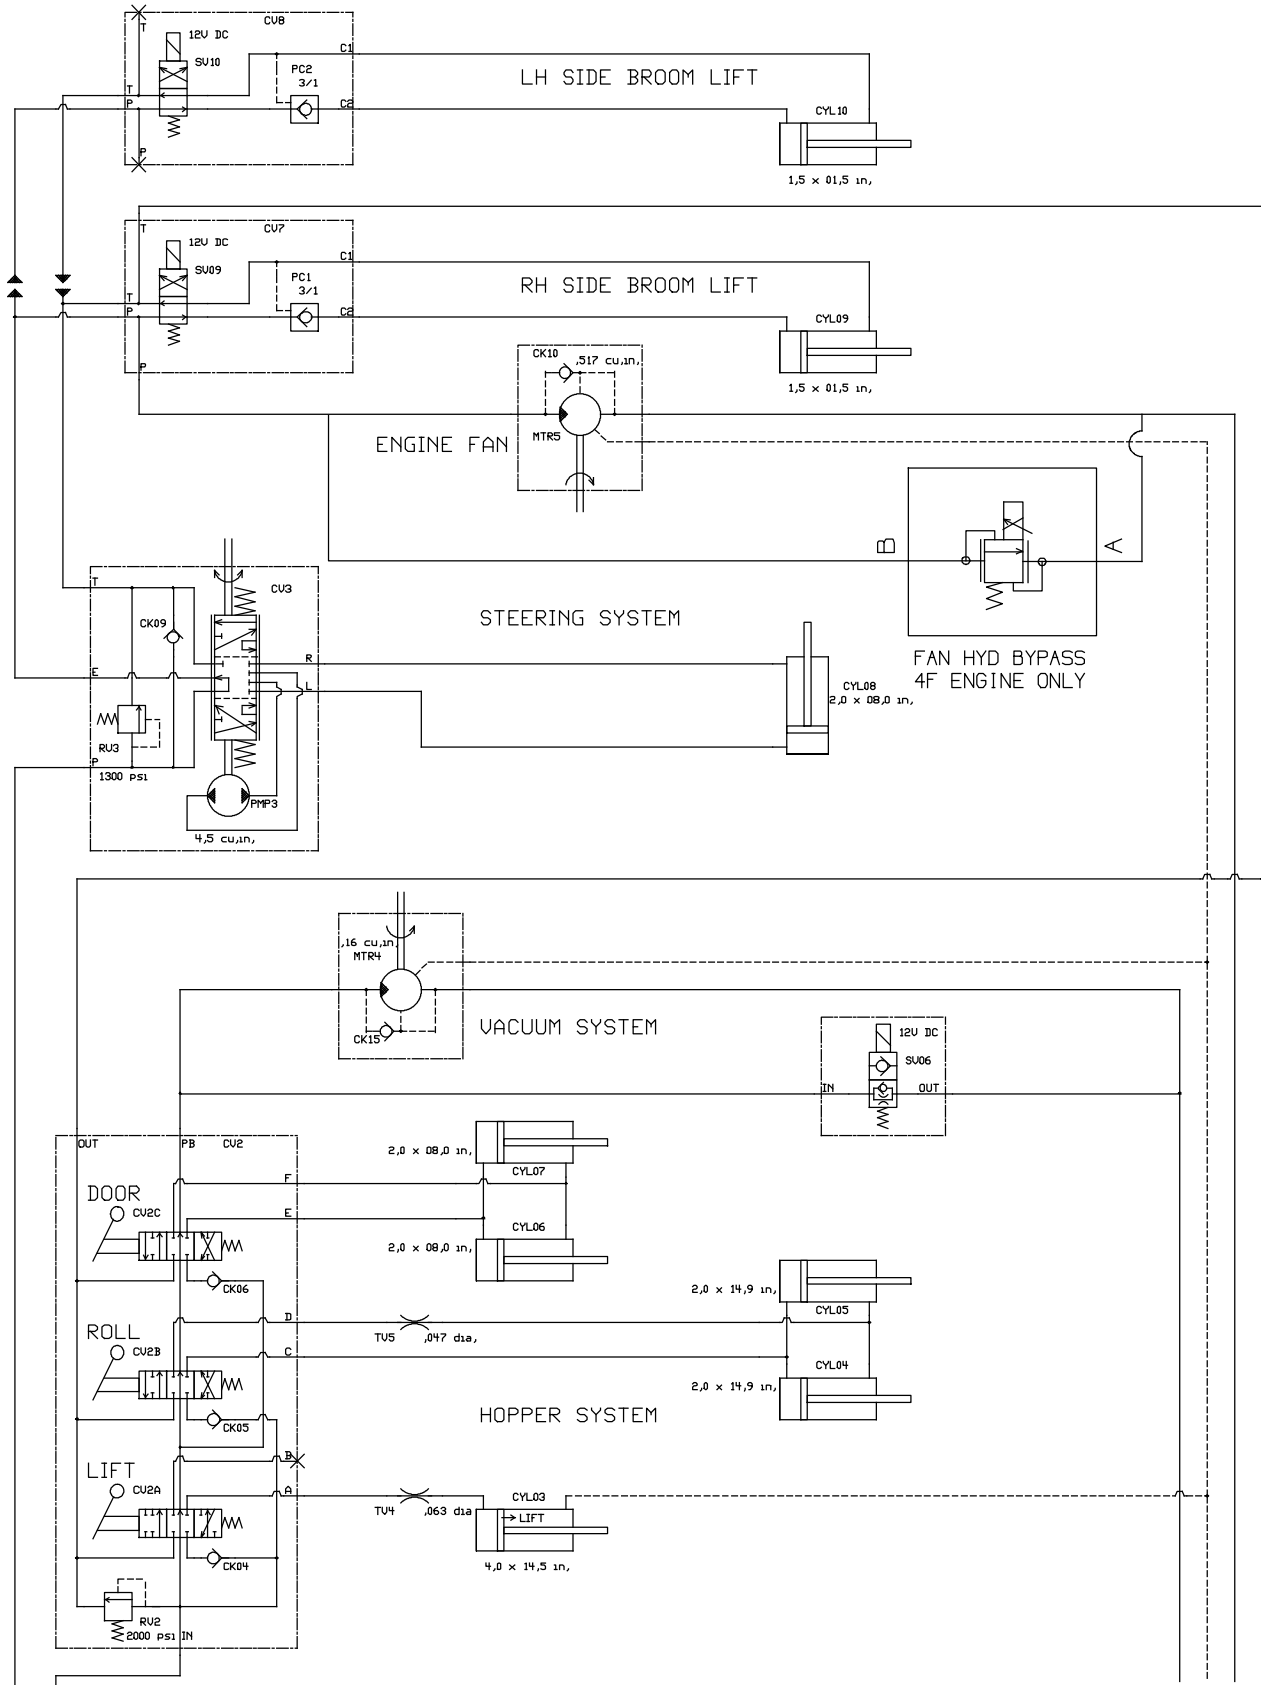 CV8
T
12V DC
SV10
C1
PC2
3/1
LH SIDE BROOM LIFT
T
P
C2
CYL10
P
1,5 x 01,5 in,
T
CV7
12V DC
SV09
C1
PC1
3/1
RH SIDE BROOM LIFT
T
P
C2
CYL09
CK10
,517 cu,in,
P
1,5 x 01,5 in,
ENGINE FAN
MTR5
B
A
T
CV3
STEERING SYSTEM
CK09
R
FAN HYD BYPASS
4F ENGINE ONLY
E
L
CYL08
2,0 x 08,0 in,
RV3
P
1300 psi
PMP3
4,5 cu,in,
,16 cu,in,
MTR4
VACUUM SYSTEM
CK15
12V DC
SV06
IN
OUT
OUT
PB
CV2
2,0 x 08,0 in,
CYL07
F
DOOR
CV2C
E
CYL06
2,0 x 08,0 in,
CK06
2,0 x 14,9 in,
CYL05
D
ROLL
TV5
,047 dia,
CV2B
C
CYL04
2,0 x 14,9 in,
HOPPER SYSTEM
CK05
B
LIFT
CV2A
A
CYL03
TV4
,063 dia
LIFT
CK04
4,0 x 14,5 in,
RV2
2000 psi IN